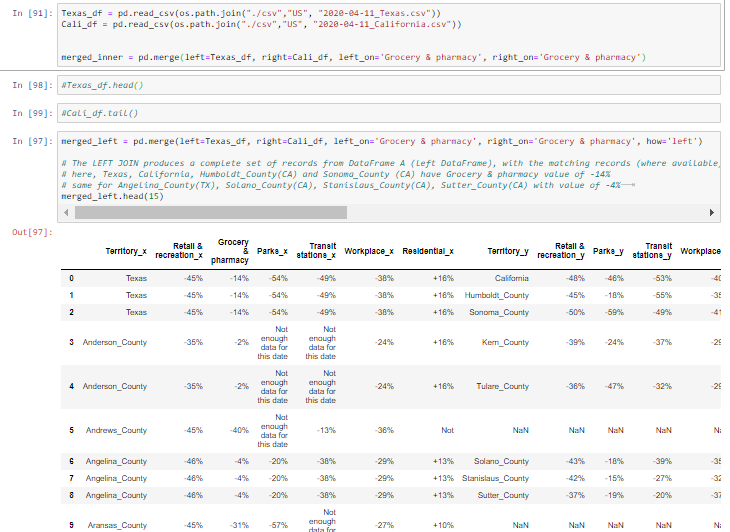 In [91]: Texas_df = pd.read_csv(os.path.join("./csv","US", "2020-04-11_Texas.csv"))
Cali_df = pd.read_csv(os.path.join("./csv","US", "2020-04-11_California.csv"))
merged_inner = pd.merge(left=Texas_df, right=Cali_df, left_on='Grocery & pharmacy', right_on='Grocery & pharmacy')
In [98]: #Texas_df.head()
In [99]: #Cali_df.tail()
In [97]: merged_left = pd.merge(left=Texas_df, right=Cali_df, left_on='Grocery & pharmacy', right_on='Grocery & pharmacy', how='left')
# The LEFT JOIN produces a complete set of records from DataFrame A (left DataFrame), with the matching records (where available,
# here, Texas, California, Humboldt_County(CA) and Sonoma_County (CA) have Grocery & pharmacy value of -14%
# same for Angelina_County(TX), Solano_County(CA), Stanislaus_County(CA), Sutter_County(CA) with value of -4%
merged_left.head(15)
Out[97]:
Territory_x Retail & recreation_x Grocery & pharmacy Parks_x Transit stations_x Workplace_x Residential_x Territory_y Retail & recreation_y Parks_y Transit stations_y Workplace
0 Texas -45% -14% -54% -49% -38% +16% California -48% -46% -53% -40
1 Texas -45% -14% -54% -49% -38% +16% Humboldt_County -45% -18% -55% -35
2 Texas -45% -14% -54% -49% -38% +16% Sonoma_County -50% -59% -49% -41
3 Anderson_County -35% -2% Not enough data for this date Not enough data for this date -24% +16% Kern_County -39% -24% -37% -29
4 Anderson_County -35% -2% Not enough data for this date Not enough data for this date -24% +16% Tulare_County -36% -47% -32% -29
5 Andrews_County -45% -40% Not enough data for this date -13% -36% Not NaN NaN NaN NaN Na
6 Angelina_County -46% -4% -20% -38% -29% +13% Solano_County -43% -18% -39% -35
7 Angelina_County -46% -4% -20% -38% -29% +13% Stanislaus_County -42% -15% -27% -32
8 Angelina_County -46% -4% -20% -38% -29% +13% Sutter_County -37% -19% -20% -37
9 Aransas_County -45% -31% -57% Not enough data for -27% +10% NaN NaN NaN NaN Na